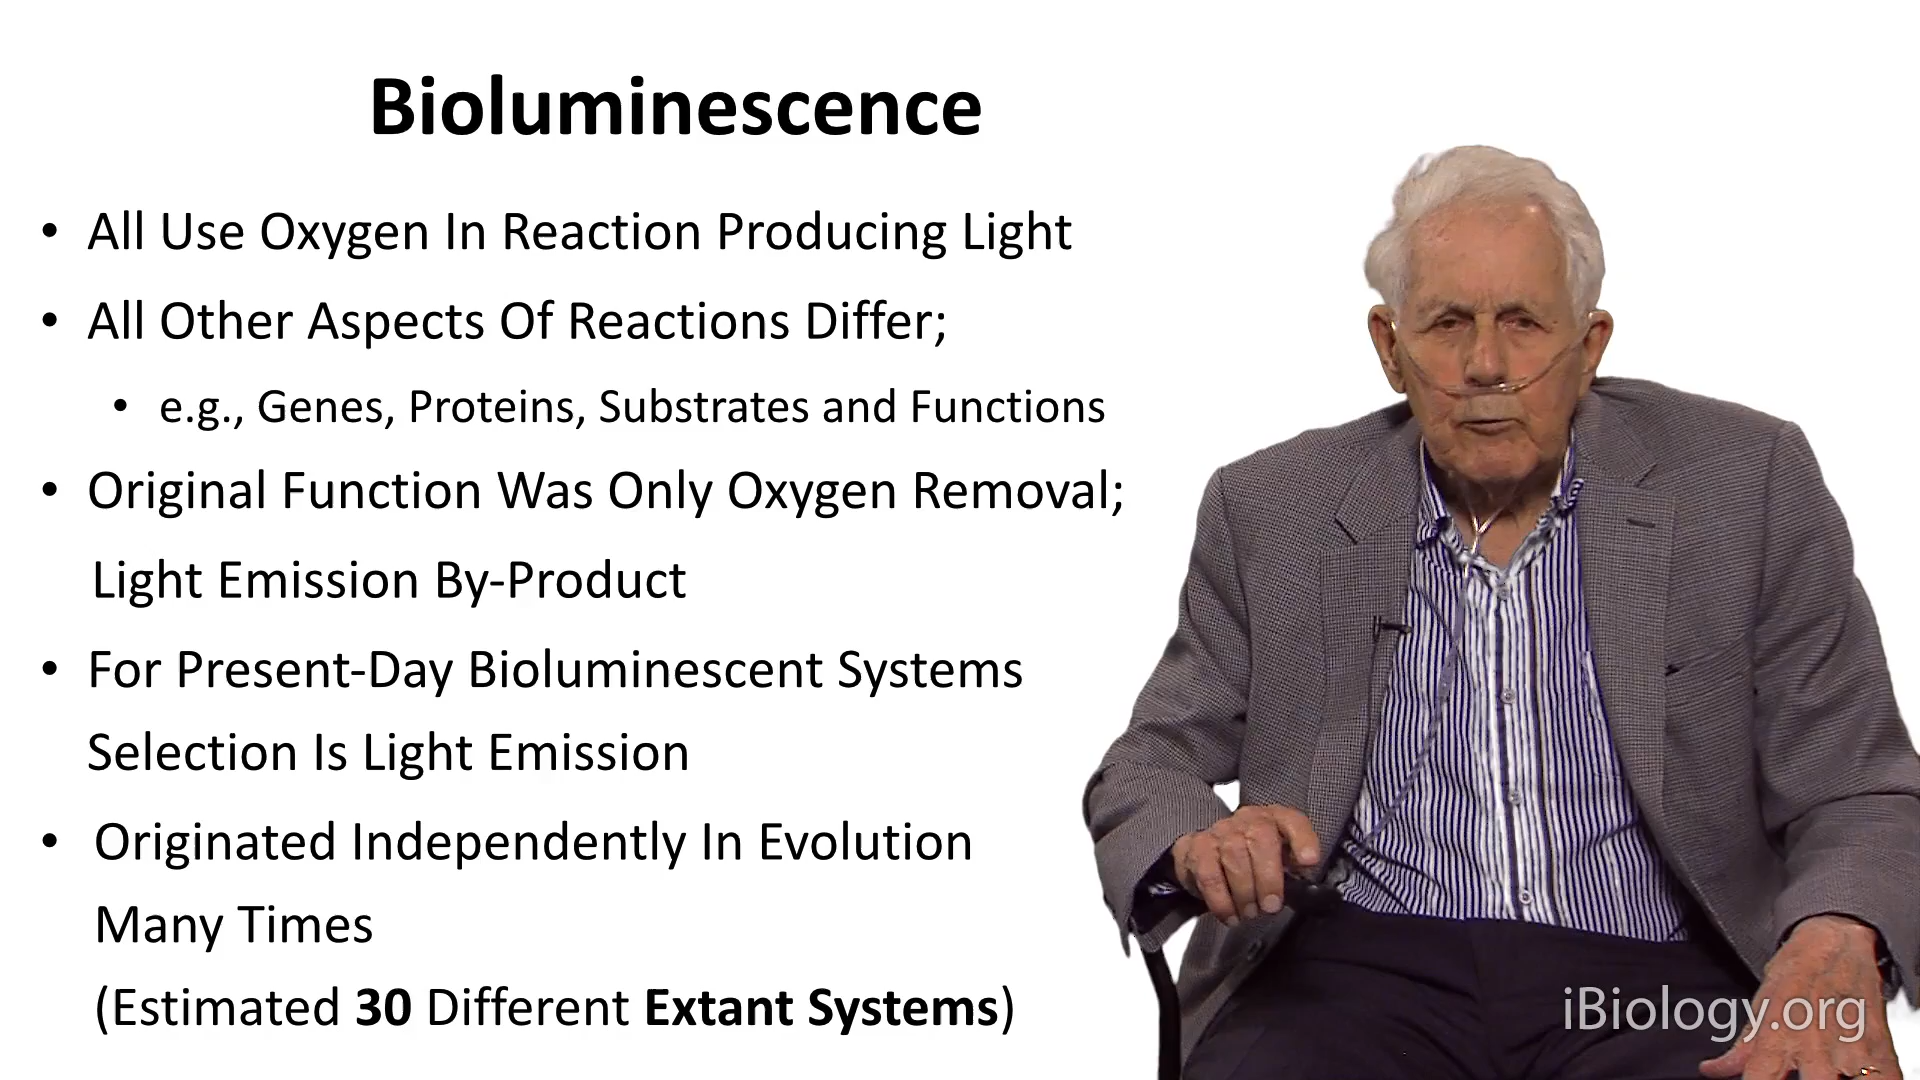 Bioluminescence
• All Use Oxygen In Reaction Producing Light
• All Other Aspects Of Reactions Differ;
• e.g., Genes, Proteins, Substrates and Functions
• Original Function Was Only Oxygen Removal;
Light Emission By-Product
• For Present-Day Bioluminescent Systems
Selection Is Light Emission
• Originated Independently In Evolution
Many Times
(Estimated 30 Different Extant Systems)
iBiology.org